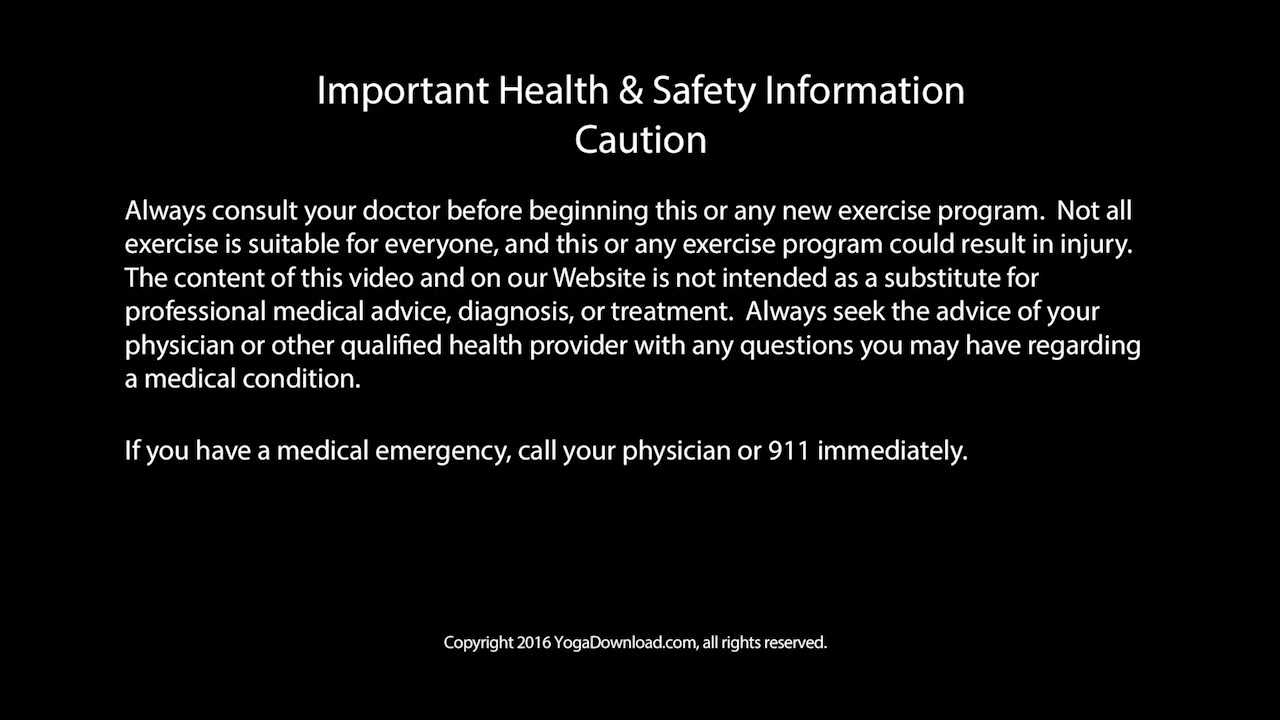 Important Health & Safety Information
Caution
Always consult your doctor before beginning this or any new exercise program.  Not all
exercise is suitable for everyone, and this or any exercise program could result in injury.
The content of this video and on our Website is not intended as a substitute for
professional medical advice, diagnosis, or treatment.  Always seek the advice of your
physician or other qualified health provider with any questions you may have regarding
a medical condition.
If you have a medical emergency, call your physician or 911 immediately.
Copyright 2016 YogaDownload.com, all rights reserved.